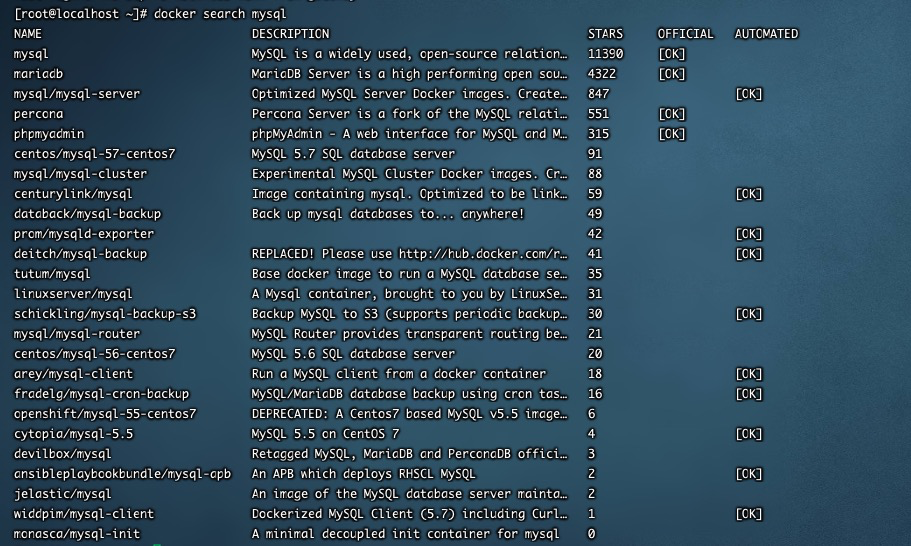 [root@localhost ~]# docker search mysql
NAME DESCRIPTION STARS OFFICIAL AUTOMATED
mysql MySQL is a widely used, open-source relation… 11390 [OK]
mariadb MariaDB Server is a high performing open sou… 4322 [OK]
mysql/mysql-server Optimized MySQL Server Docker images. Create… 847 [OK]
percona Percona Server is a fork of the MySQL relati… 551 [OK]
phpmyadmin phpMyAdmin - A web interface for MySQL and M… 315 [OK]
centos/mysql-57-centos7 MySQL 5.7 SQL database server 91
mysql/mysql-cluster Experimental MySQL Cluster Docker images. Cr… 88
centurylink/mysql Image containing mysql. Optimized to be link… 59 [OK]
databack/mysql-backup Back up mysql databases to... anywhere! 49
prom/mysqld-exporter 42 [OK]
deitch/mysql-backup REPLACED! Please use http://hub.docker.com/r… 41 [OK]
tutum/mysql Base docker image to run a MySQL database se… 35
linuxserver/mysql A Mysql container, brought to you by LinuxSe… 31
schickling/mysql-backup-s3 Backup MySQL to S3 (supports periodic backup… 30 [OK]
mysql/mysql-router MySQL Router provides transparent routing be… 21
centos/mysql-56-centos7 MySQL 5.6 SQL database server 20
arey/mysql-client Run a MySQL client from a docker container 18 [OK]
fradelg/mysql-cron-backup MySQL/MariaDB database backup using cron tas… 16 [OK]
openshift/mysql-55-centos7 DEPRECATED: A Centos7 based MySQL v5.5 image… 6
cytopia/mysql-5.5 MySQL 5.5 on CentOS 7 4 [OK]
devilbox/mysql Retagged MySQL, MariaDB and PerconaDB offici… 3
ansibleplaybookbundle/mysql-apb An APB which deploys RHSCL MySQL 2 [OK]
jelastic/mysql An image of the MySQL database server mainta… 2
widdpim/mysql-client Dockerized MySQL Client (5.7) including Curl… 1 [OK]
monasca/mysql-init A minimal decoupled init container for mysql 0